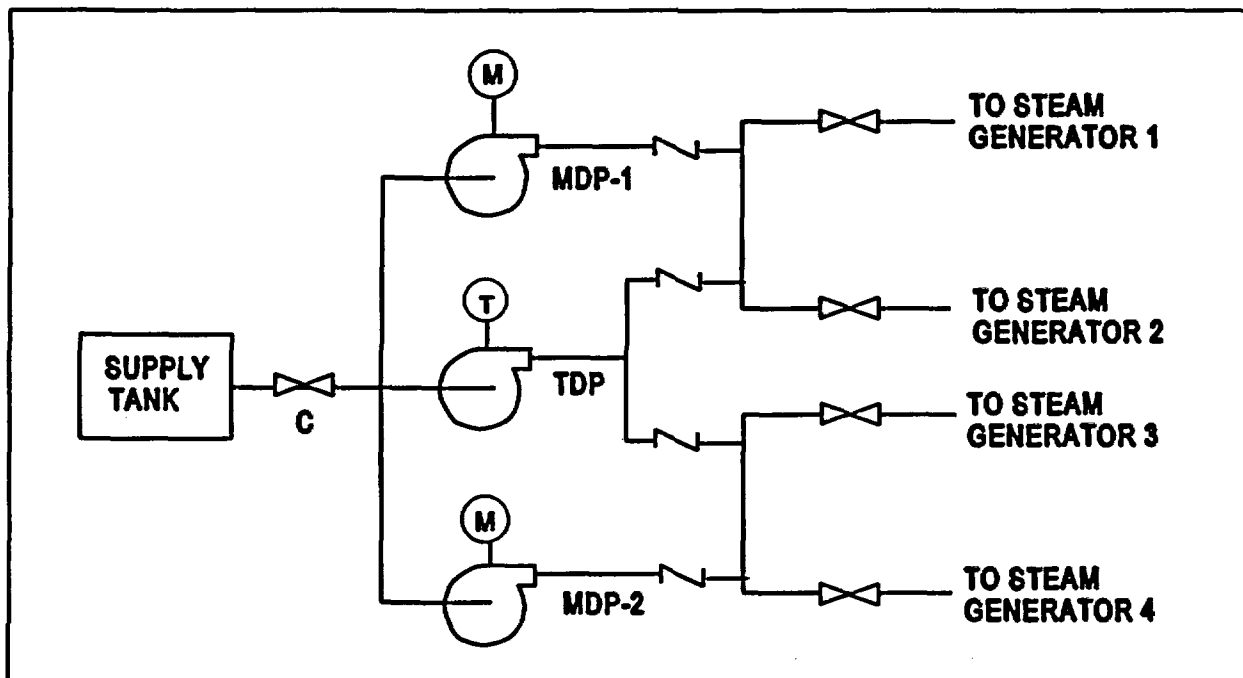 M
MDP-1
TO STEAM
GENERATOR 1
T
TDP
TO STEAM
GENERATOR 2
SUPPLY
TANK
C
TO STEAM
GENERATOR 3
M
MDP-2
TO STEAM
GENERATOR 4